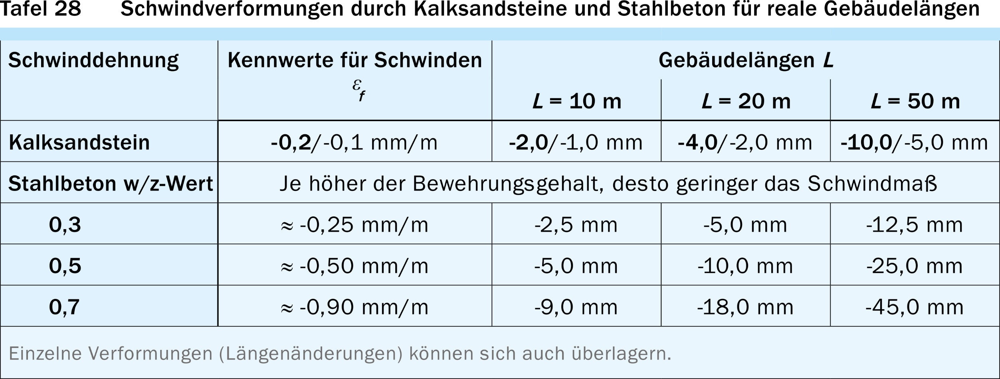 Tafel 28 Schwindverformungen durch Kalksandsteine und Stahlbeton für reale Gebäudelängen
Schwinddehnung Kennwerte für Schwinden Gebäudelängen L
ε f
L = 10 m L = 20 m L = 50 m
Kalksandstein -0,2/-0,1 mm/m -2,0/-1,0 mm -4,0/-2,0 mm -10,0/-5,0 mm
Stahlbeton w/z-Wert Je höher der Bewehrungsgehalt, desto geringer das Schwindmaß
0,3 ≈ -0,25 mm/m -2,5 mm -5,0 mm -12,5 mm
0,5 ≈ -0,50 mm/m -5,0 mm -10,0 mm -25,0 mm
0,7 ≈ -0,90 mm/m -9,0 mm -18,0 mm -45,0 mm
Einzelne Verformungen (Längenänderungen) können sich auch überlagern.